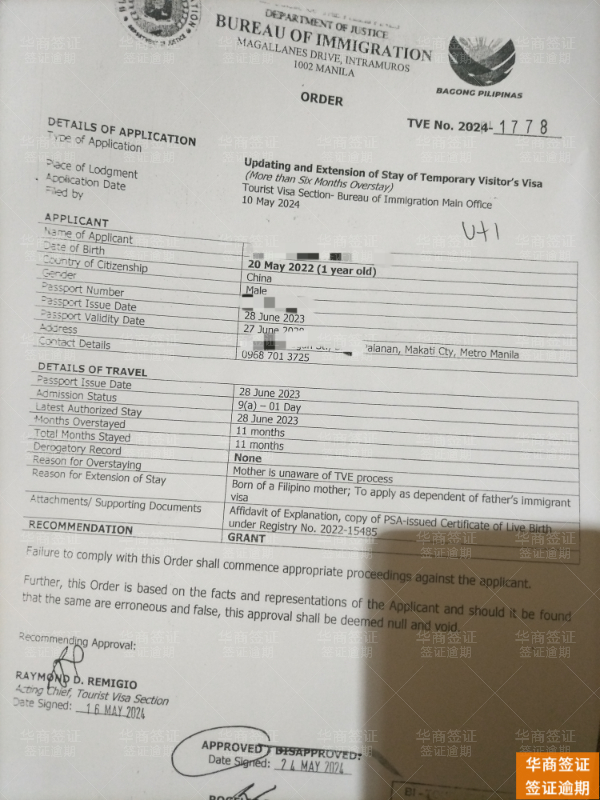 DEPARTMENT OF JUSTICE
BUREAU OF IMMIGRATION
MAGALLANES DRIVE, INTRAMUROS
1002 MANILA
BAGONG PILIPINAS
ORDER
TVE No. 2024-1778
DETAILS OF APPLICATION
Type of Application Updating and Extension of Stay of Temporary Visitor's Visa
(More than Six Months Overstay)
Place of Lodgment Tourist Visa Section- Bureau of Immigration Main Office
Application Date 10 May 2024
Filed by
APPLICANT
Name of Applicant
Date of Birth 20 May 2022 (1 year old)
Country of Citizenship China
Gender Male
Passport Number
Passport Issue Date 28 June 2023
Passport Validity Date 27 June
Address Makati Cty, Metro Manila
Contact Details 0968 701 3725
DETAILS OF TRAVEL
Passport Issue Date 28 June 2023
Admission Status 9(a) – 01 Day
Latest Authorized Stay 28 June 2023
Months Overstayed 11 months
Total Months Stayed 11 months
Derogatory Record None
Reason for Overstaying Mother is unaware of TVE process
Reason for Extension of Stay Born of a Filipino mother; To apply as dependent of father's immigrant
visa
Attachments/ Supporting Documents Affidavit of Explanation, copy of PSA-issued Certificate of Live Birth
under Registry No. 2022-15485
RECOMMENDATION GRANT
Failure to comply with this Order shall commence appropriate proceedings against the applicant.
Further, this Order is based on the facts and representations of the Applicant and should it be found
that the same are erroneous and false, this approval shall be deemed null and void.
Recommending Approval:
RAYMOND D. REMIGIO
Acting Chief, Tourist Visa Section
Date Signed: 16 MAY 2024
APPROVED / DISAPPROVED:
Date Signed: 24 MAY 2024
华商签证
签证逾期